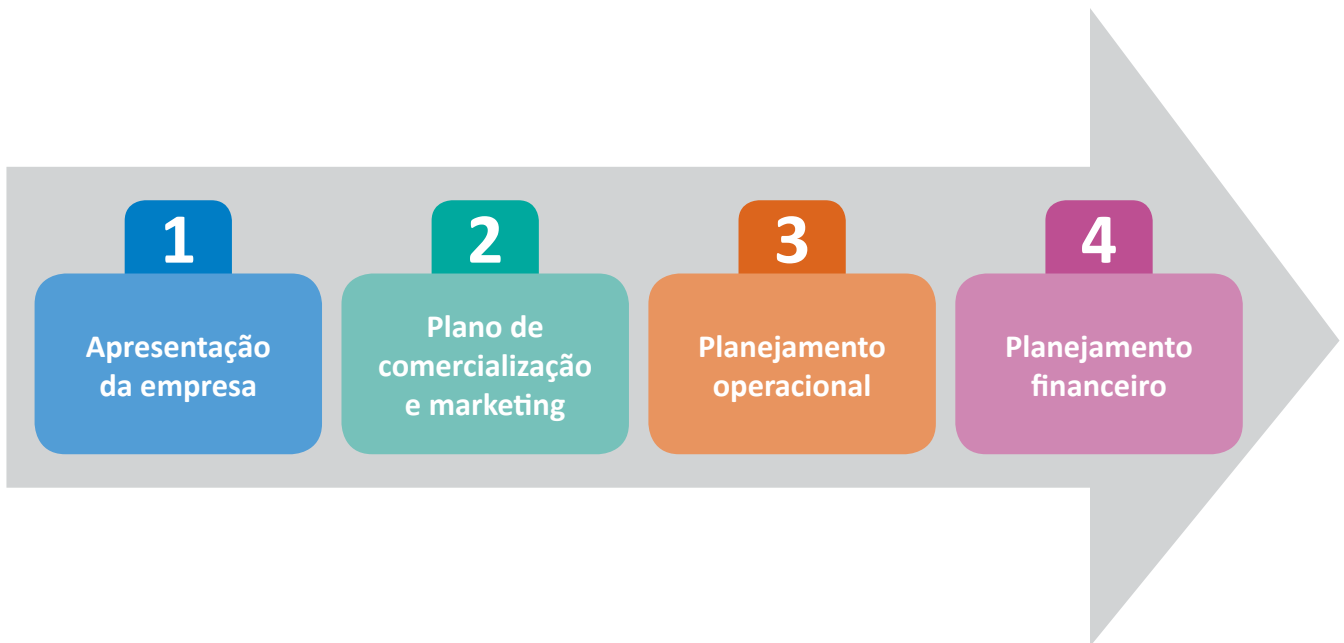 1
Apresentação
da empresa
2
Plano de
comercialização
e marketing
3
Planejamento
operacional
4
Planejamento
financeiro